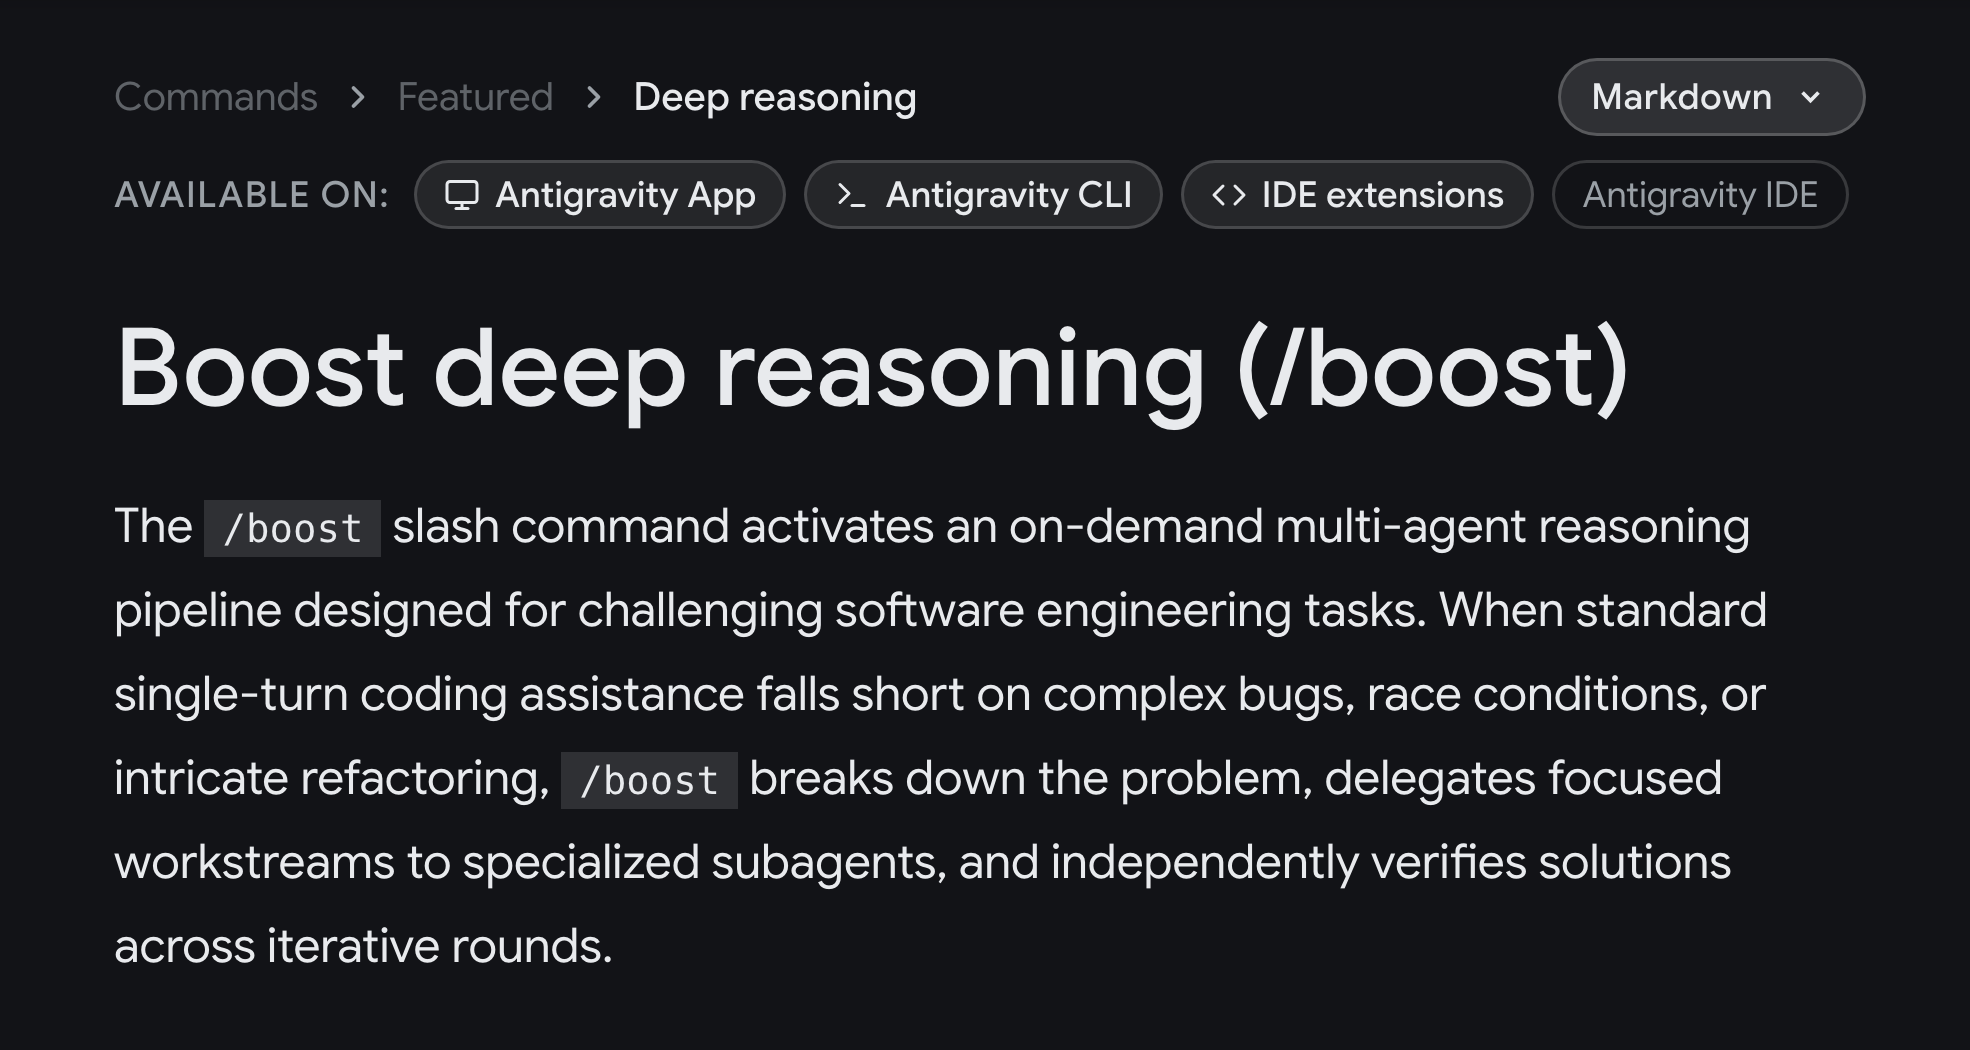 Commands > Featured > Deep reasoning
Markdown
AVAILABLE ON: Antigravity App >_ Antigravity CLI <> IDE extensions Antigravity IDE
Boost deep reasoning (/boost)
The /boost slash command activates an on-demand multi-agent reasoning
pipeline designed for challenging software engineering tasks. When standard
single-turn coding assistance falls short on complex bugs, race conditions, or
intricate refactoring, /boost breaks down the problem, delegates focused
workstreams to specialized subagents, and independently verifies solutions
across iterative rounds.